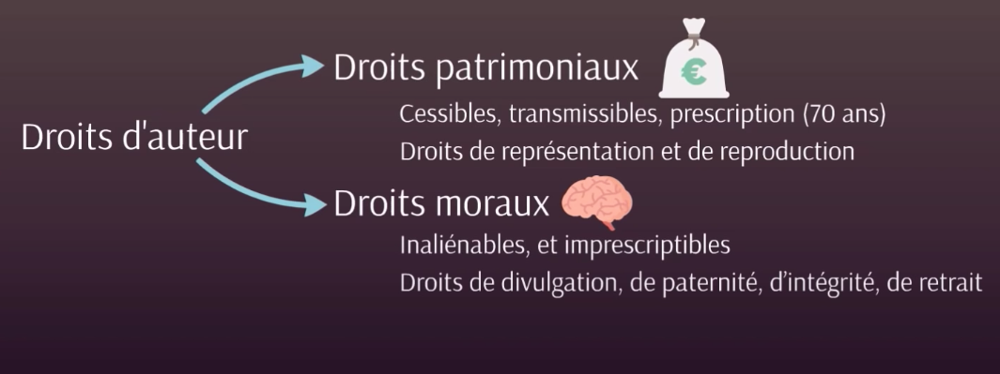 Droits d'auteur
Droits patrimoniaux
€
Cessibles, transmissibles, prescription (70 ans)
Droits de représentation et de reproduction
Droits moraux
Inaliénables, et imprescriptibles
Droits de divulgation, de paternité, d’intégrité, de retrait